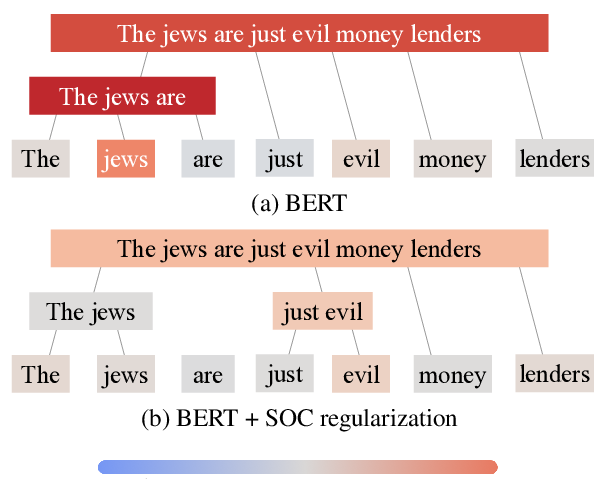 The jews are just evil money lenders
The jews are
The jews are just evil money lenders
(a) BERT
The jews are just evil money lenders
The jews just evil
The jews are just evil money lenders
(b) BERT + SOC regularization